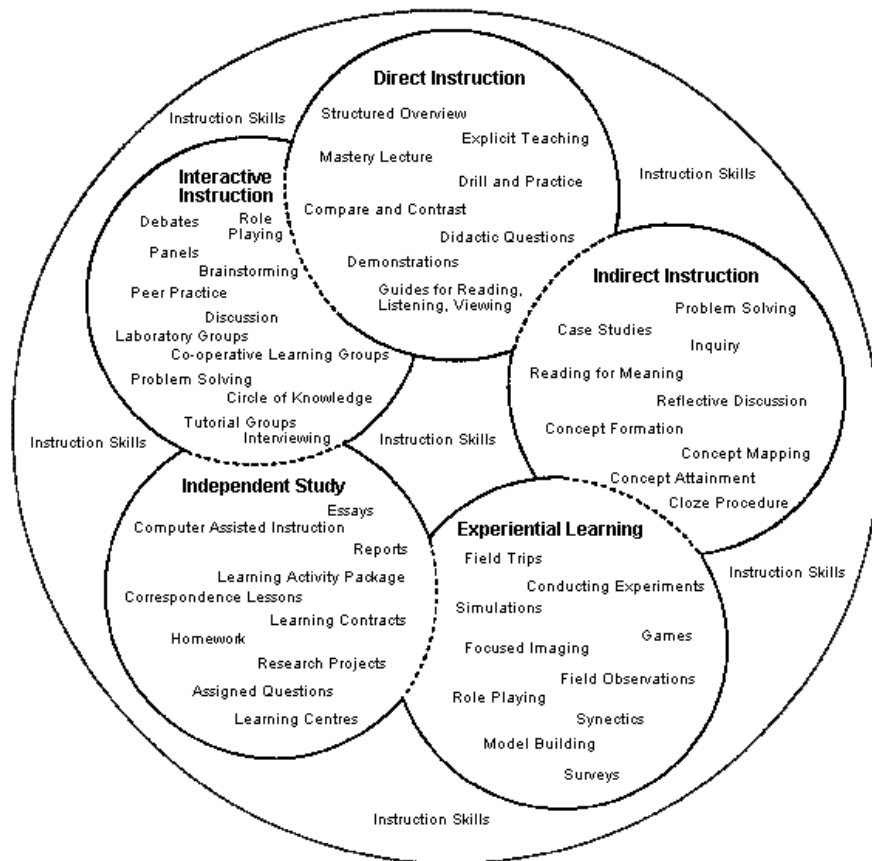 Direct Instruction
Structured Overview
Explicit Teaching
Mastery Lecture
Drill and Practice
Compare and Contrast
Didactic Questions
Demonstrations
Guides for Reading,
Listening, Viewing
Instruction Skills
Instruction Skills
Interactive
Instruction
Debates
Role
Playing
Panels
Brainstorming
Peer Practice
Discussion
Laboratory Groups
Co-operative Learning Groups
Problem Solving
Circle of Knowledge
Tutorial Groups
Interviewing
Indirect Instruction
Problem Solving
Case Studies
Inquiry
Reading for Meaning
Reflective Discussion
Concept Formation
Concept Mapping
Concept Attainment
Cloze Procedure
Instruction Skills
Instruction Skills
Independent Study
Essays
Computer Assisted Instruction
Reports
Learning Activity Package
Correspondence Lessons
Learning Contracts
Homework
Research Projects
Assigned Questions
Learning Centres
Experiential Learning
Field Trips
Conducting Experiments
Simulations
Games
Focused Imaging
Field Observations
Role Playing
Synectics
Model Building
Surveys
Instruction Skills
Instruction Skills